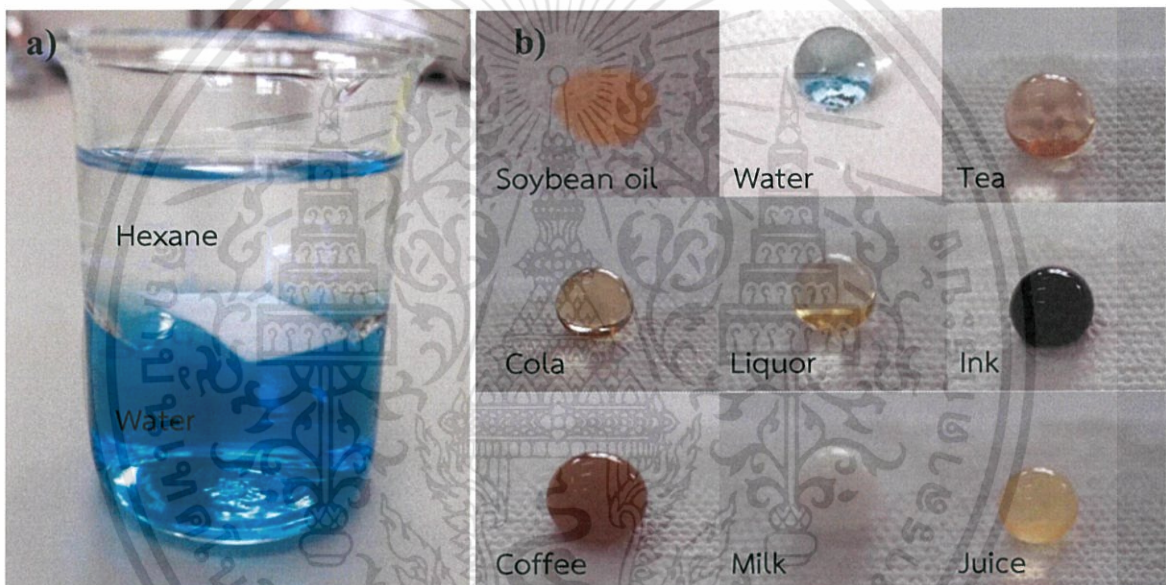 a)
b)
Soybean oil
Water
Tea
Hexane
Cola
Liquor
Ink
Water
Coffee
Milk
Juice